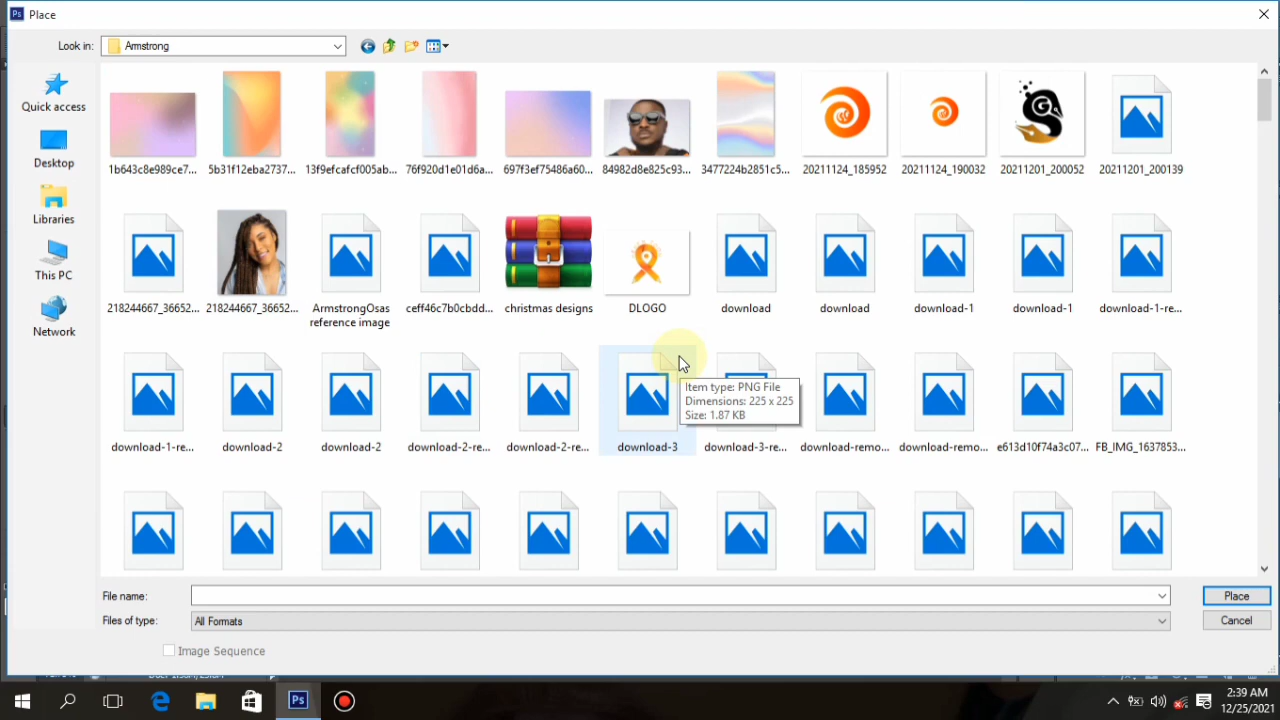 Ps Place
Look in: Armstrong
Quick access
Desktop
Libraries
This PC
Network
1b643c8e989ce7... 5b31f12eba2737... 13f9efcafcf005ab... 76f920d1e01d6a... 697f3ef75486a60... 84982d8e825c93... 3477224b2851c5... 20211124_185952 20211124_190032 20211201_200052 20211201_200139
218244667_36652... 218244667_36652... ArmstrongOsas ceff46c7b0cbdd... christmas designs DLOGO download download download-1 download-1 download-1-re...
reference image
Item type: PNG File
Dimensions: 225 x 225
Size: 1.87 KB
download-1-re... download-2 download-2 download-2-re... download-2-re... download-3 download-3-re... download-remo... download-remo... e613d10f74a3c07... FB_IMG_1637853...
File name: Place
Files of type: All Formats Cancel
Image Sequence
Ps 2:39 AM
12/25/2021